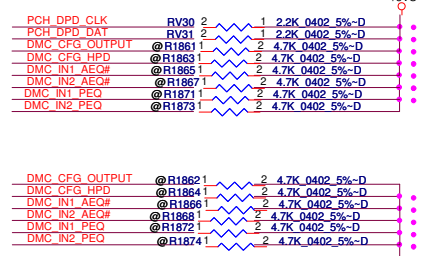 PCH_DPD_CLK RV30 2 1 2.2K_0402_5%~D
PCH_DPD_DAT RV31 2 1 2.2K_0402_5%~D
DMC_CFG_OUTPUT @R1861 1 2 4.7K_0402_5%~D
DMC_CFG_HPD @R1863 1 2 4.7K_0402_5%~D
DMC_IN1_AEQ# @R1865 1 2 4.7K_0402_5%~D
DMC_IN2_AEQ# @R1867 1 2 4.7K_0402_5%~D
DMC_IN1_PEQ @R1871 1 2 4.7K_0402_5%~D
DMC_IN2_PEQ @R1873 1 2 4.7K_0402_5%~D
DMC_CFG_OUTPUT @R1862 1 2 4.7K_0402_5%~D
DMC_CFG_HPD @R1864 1 2 4.7K_0402_5%~D
DMC_IN1_AEQ# @R1866 1 2 4.7K_0402_5%~D
DMC_IN2_AEQ# @R1868 1 2 4.7K_0402_5%~D
DMC_IN1_PEQ @R1872 1 2 4.7K_0402_5%~D
DMC_IN2_PEQ @R1874 1 2 4.7K_0402_5%~D